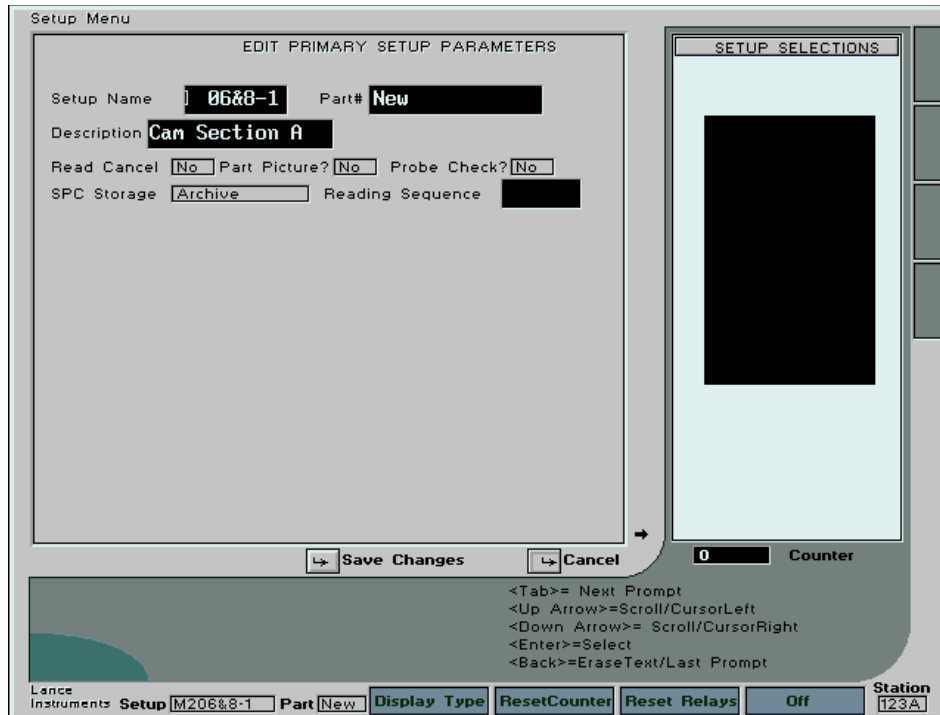 Setup Menu
EDIT PRIMARY SETUP PARAMETERS
SETUP SELECTIONS
Setup Name 06&8-1 Part# New
Description Cam Section A
Read Cancel No Part Picture? No Probe Check? No
SPC Storage Archive Reading Sequence
Save Changes Cancel
0 Counter
<Tab>= Next Prompt
<Up Arrow>=Scroll/CursorLeft
<Down Arrow>= Scroll/CursorRight
<Enter>=Select
<Back>=EraseText/Last Prompt
Lance
Instruments Setup M206&8-1 Part New Display Type ResetCounter Reset Relays Off
Station
123A